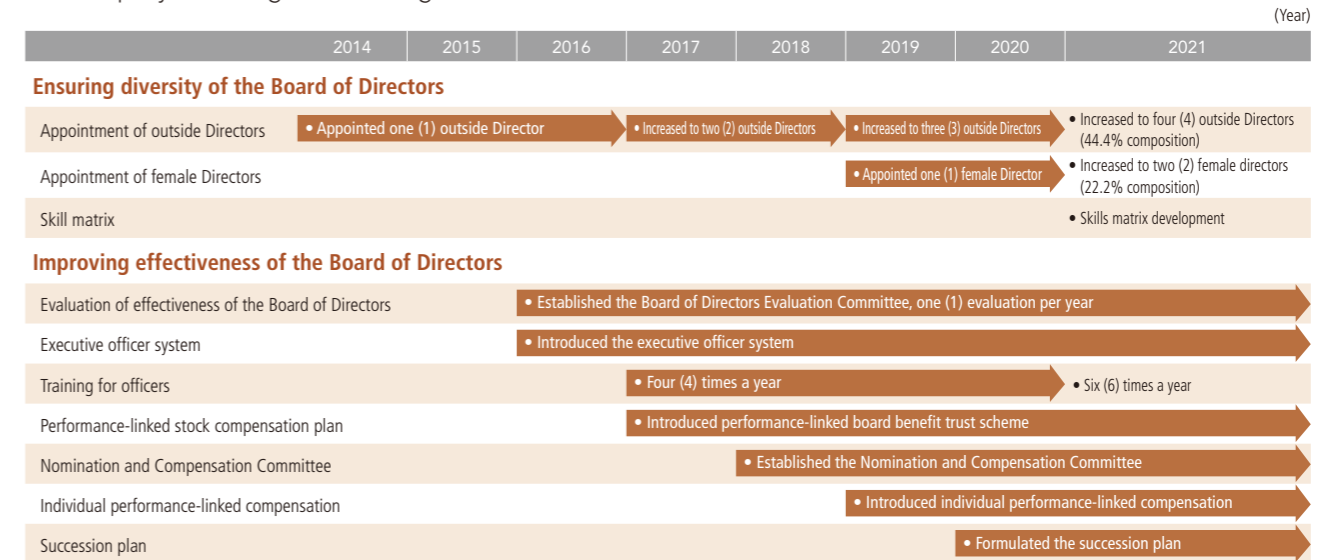 (Year)
2014 2015 2016 2017 2018 2019 2020 2021
Ensuring diversity of the Board of Directors
Appointment of outside Directors • Appointed one (1) outside Director • Increased to two (2) outside Directors • Increased to three (3) outside Directors • Increased to four (4) outside Directors
(44.4% composition)
Appointment of female Directors • Appointed one (1) female Director • Increased to two (2) female directors
(22.2% composition)
Skill matrix • Skills matrix development
Improving effectiveness of the Board of Directors
Evaluation of effectiveness of the Board of Directors • Established the Board of Directors Evaluation Committee, one (1) evaluation per year
Executive officer system • Introduced the executive officer system
Training for officers • Four (4) times a year • Six (6) times a year
Performance-linked stock compensation plan • Introduced performance-linked board benefit trust scheme
Nomination and Compensation Committee • Established the Nomination and Compensation Committee
Individual performance-linked compensation • Introduced individual performance-linked compensation
Succession plan • Formulated the succession plan